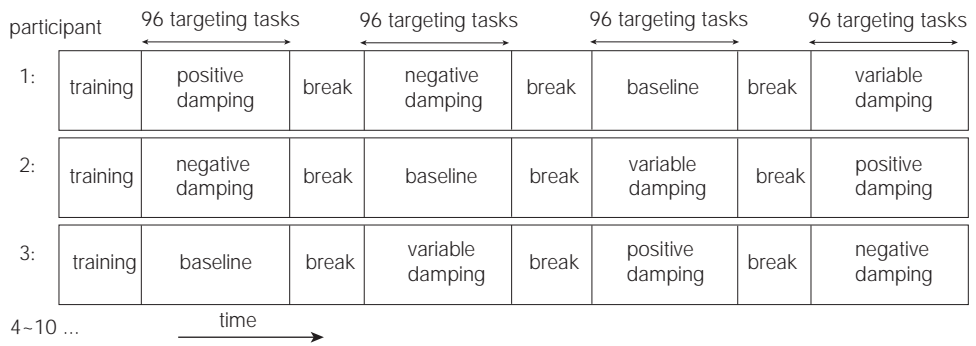 participant
96 targeting tasks 96 targeting tasks 96 targeting tasks 96 targeting tasks
1: training positive damping break negative damping break baseline break variable damping
2: training negative damping break baseline break variable damping break positive damping
3: training baseline break variable damping break positive damping break negative damping
4~10 ...
time